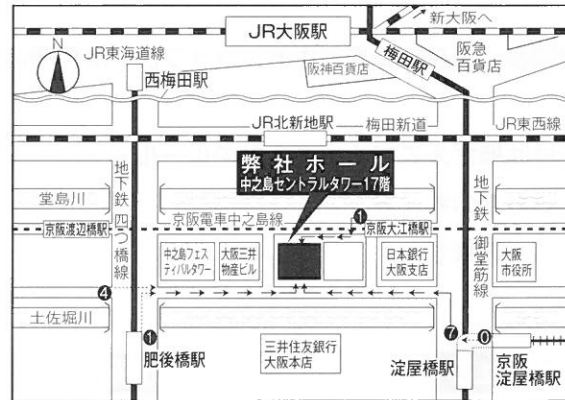 新大阪へ
JR大阪駅
N
JR東海道線
西梅田駅
阪神百貨店
梅田駅
阪急
百貨店
JR北新地駅
梅田新道
JR東西線
弊社ホール
中之島セントラルタワー17階
地下鉄 四つ橋線
堂島川
京阪電車中之島線
1
地下鉄 御堂筋線
京阪渡辺橋駅
京阪大江橋駅
中之島フェス
ティバルタワー
大阪三井
物産ビル
日本銀行
大阪支店
大阪
市役所
4
土佐堀川
1
肥後橋駅
三井住友銀行
大阪本店
7
0
淀屋橋駅
京阪
淀屋橋駅